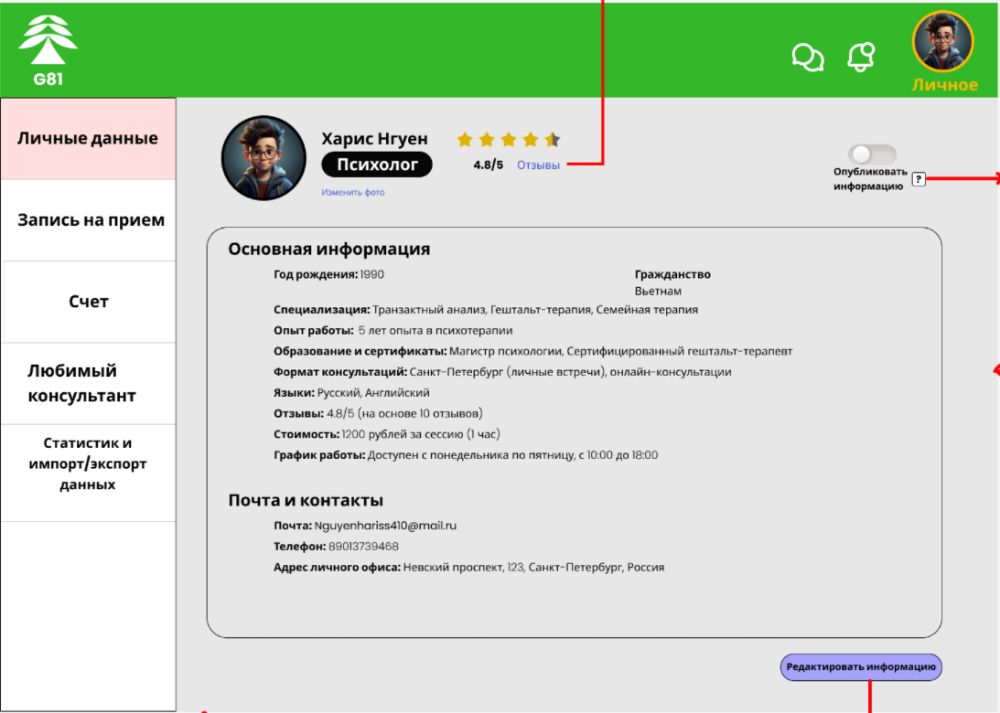 G81
Личное
Личные данные
Запись на прием
Счет
Любимый
консультант
Статистик и
импорт/экспорт
данных
Харис Нгуен
Психолог
4.8/5 Отзывы
Изменить фото
Опубликовать
информацию ?
Основная информация
Год рождения: 1990
Гражданство
Вьетнам
Специализация: Транзактный анализ, Гештальт-терапия, Семейная терапия
Опыт работы: 5 лет опыта в психотерапии
Образование и сертификаты: Магистр психологии, Сертифицированный гештальт-терапевт
Формат консультаций: Санкт-Петербург (личные встречи), онлайн-консультации
Языки: Русский, Английский
Отзывы: 4.8/5 (на основе 10 отзывов)
Стоимость: 1200 рублей за сессию (1 час)
График работы: Доступен с понедельника по пятницу, с 10:00 до 18:00
Почта и контакты
Почта: Nguyenhariss410@mail.ru
Телефон: 89013739468
Адрес личного офиса: Невский проспект, 123, Санкт-Петербург, Россия
Редактировать информацию